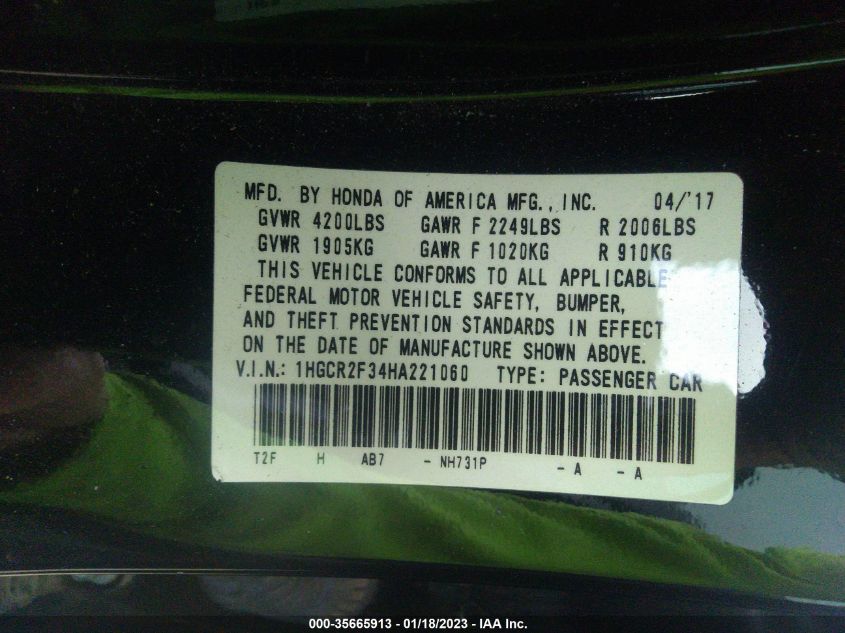 MFD. BY HONDA OF AMERICA MFG., INC. 04/'17
GVWR 4200LBS GAWR F 2249LBS R 2006LBS
GVWR 1905KG GAWR F 1020KG R 910KG
THIS VEHICLE CONFORMS TO ALL APPLICABLE
FEDERAL MOTOR VEHICLE SAFETY, BUMPER,
AND THEFT PREVENTION STANDARDS IN EFFECT
ON THE DATE OF MANUFACTURE SHOWN ABOVE.
V.I.N.: 1HGCR2F34HA221060 TYPE: PASSENGER CAR
T2F H AB7 - NH731P - A - A
000-35665913 - 01/18/2023 - IAA Inc.